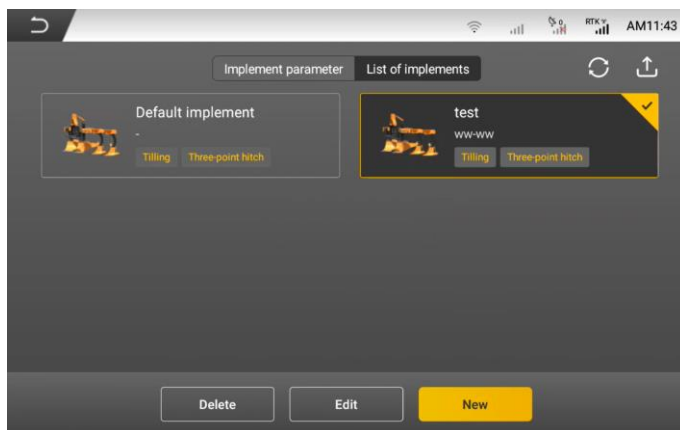 0
RTK
AM11:43
Implement parameter
List of implements
Default implement
-
Tilling
Three-point hitch
test
ww-ww
Tilling
Three-point hitch
Delete
Edit
New